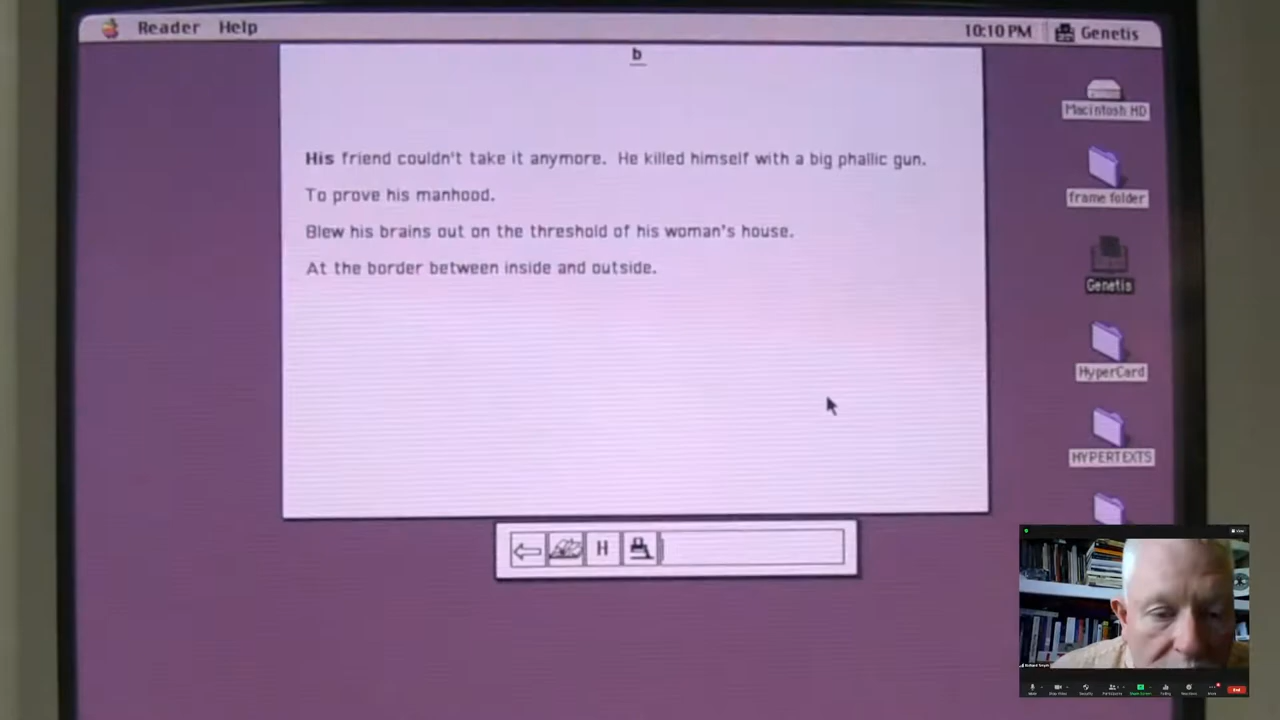 Reader Help 10:10 PM Genetis
b
His friend couldn't take it anymore. He killed himself with a big phallic gun.
To prove his manhood.
Blew his brains out on the threshold of his woman's house.
At the border between inside and outside.
H
Macintosh HD
frame folder
Genetis
HyperCard
HYPERTEXTS